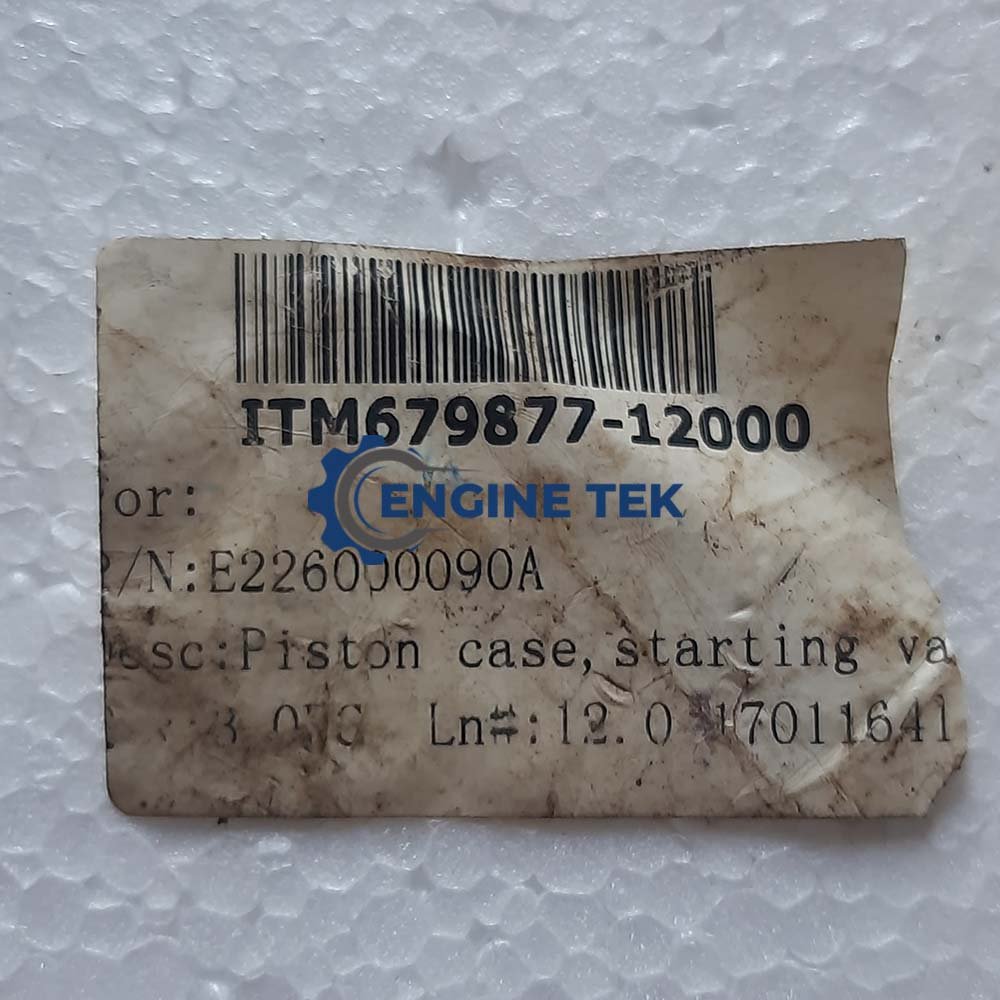 ITM679877-12000
ENGINE TEK
or:
/N:E226000090A
esc:Piston case,starting va
Ln#:12.0 17011641